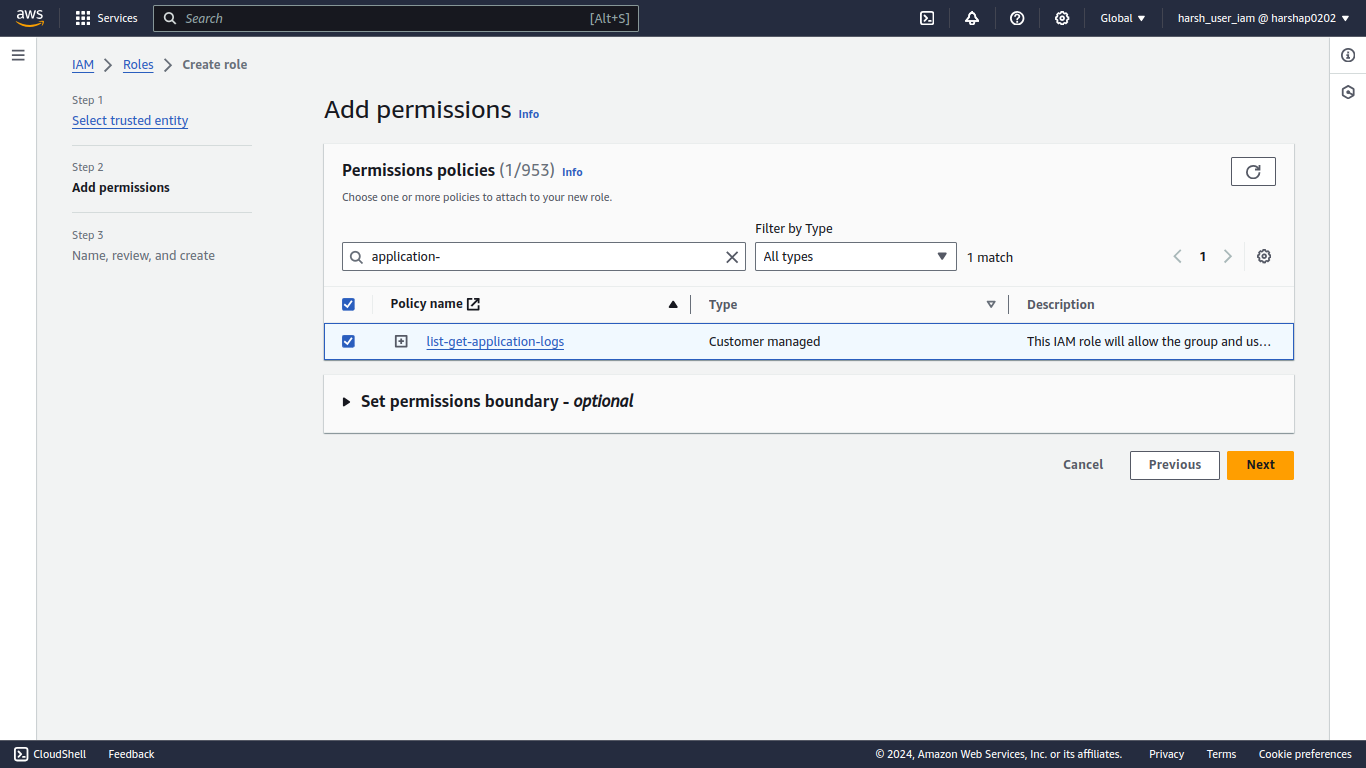 aws
Services
Search
[Alt+S]
Global
harsh_user_iam @ harshap0202
IAM
Roles
Create role
Step 1
Select trusted entity
Step 2
Add permissions
Step 3
Name, review, and create
Add permissions Info
Permissions policies (1/953) Info
Choose one or more policies to attach to your new role.
Filter by Type
application-
All types
1 match
1
Policy name
Type
Description
list-get-application-logs
Customer managed
This IAM role will allow the group and us…
Set permissions boundary - optional
Cancel
Previous
Next
CloudShell
Feedback
© 2024, Amazon Web Services, Inc. or its affiliates.
Privacy
Terms
Cookie preferences